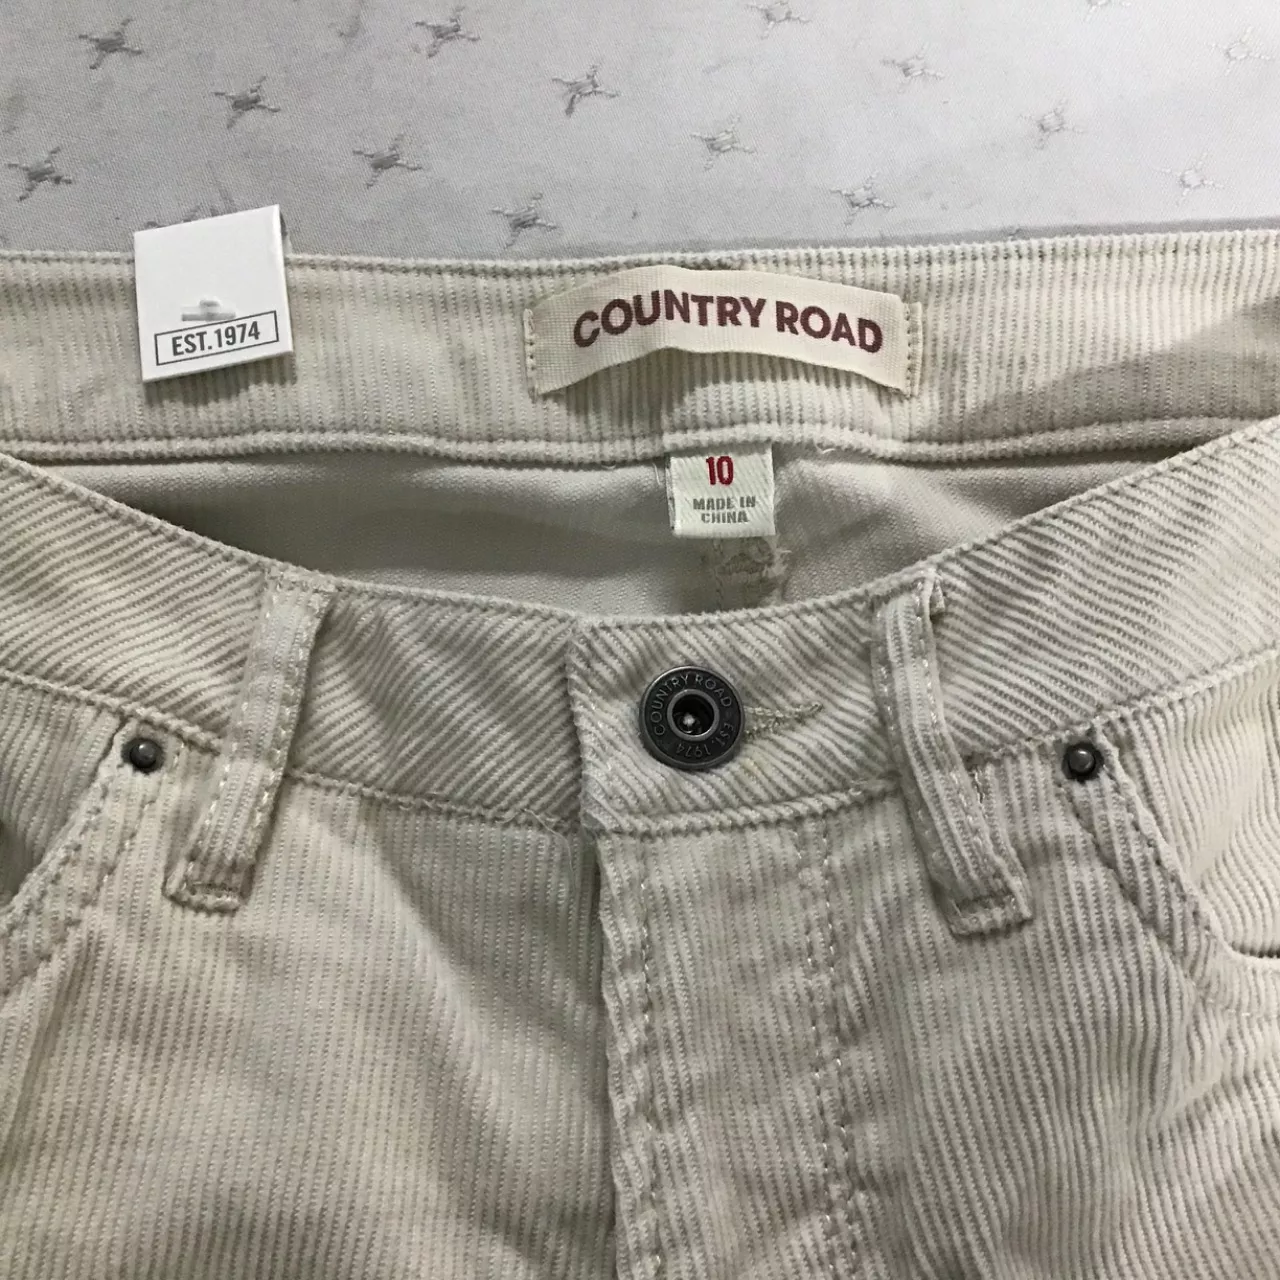 EST.1974
COUNTRY ROAD
10
MADE IN
CHINA
COUNTRY ROAD
EST. 1974